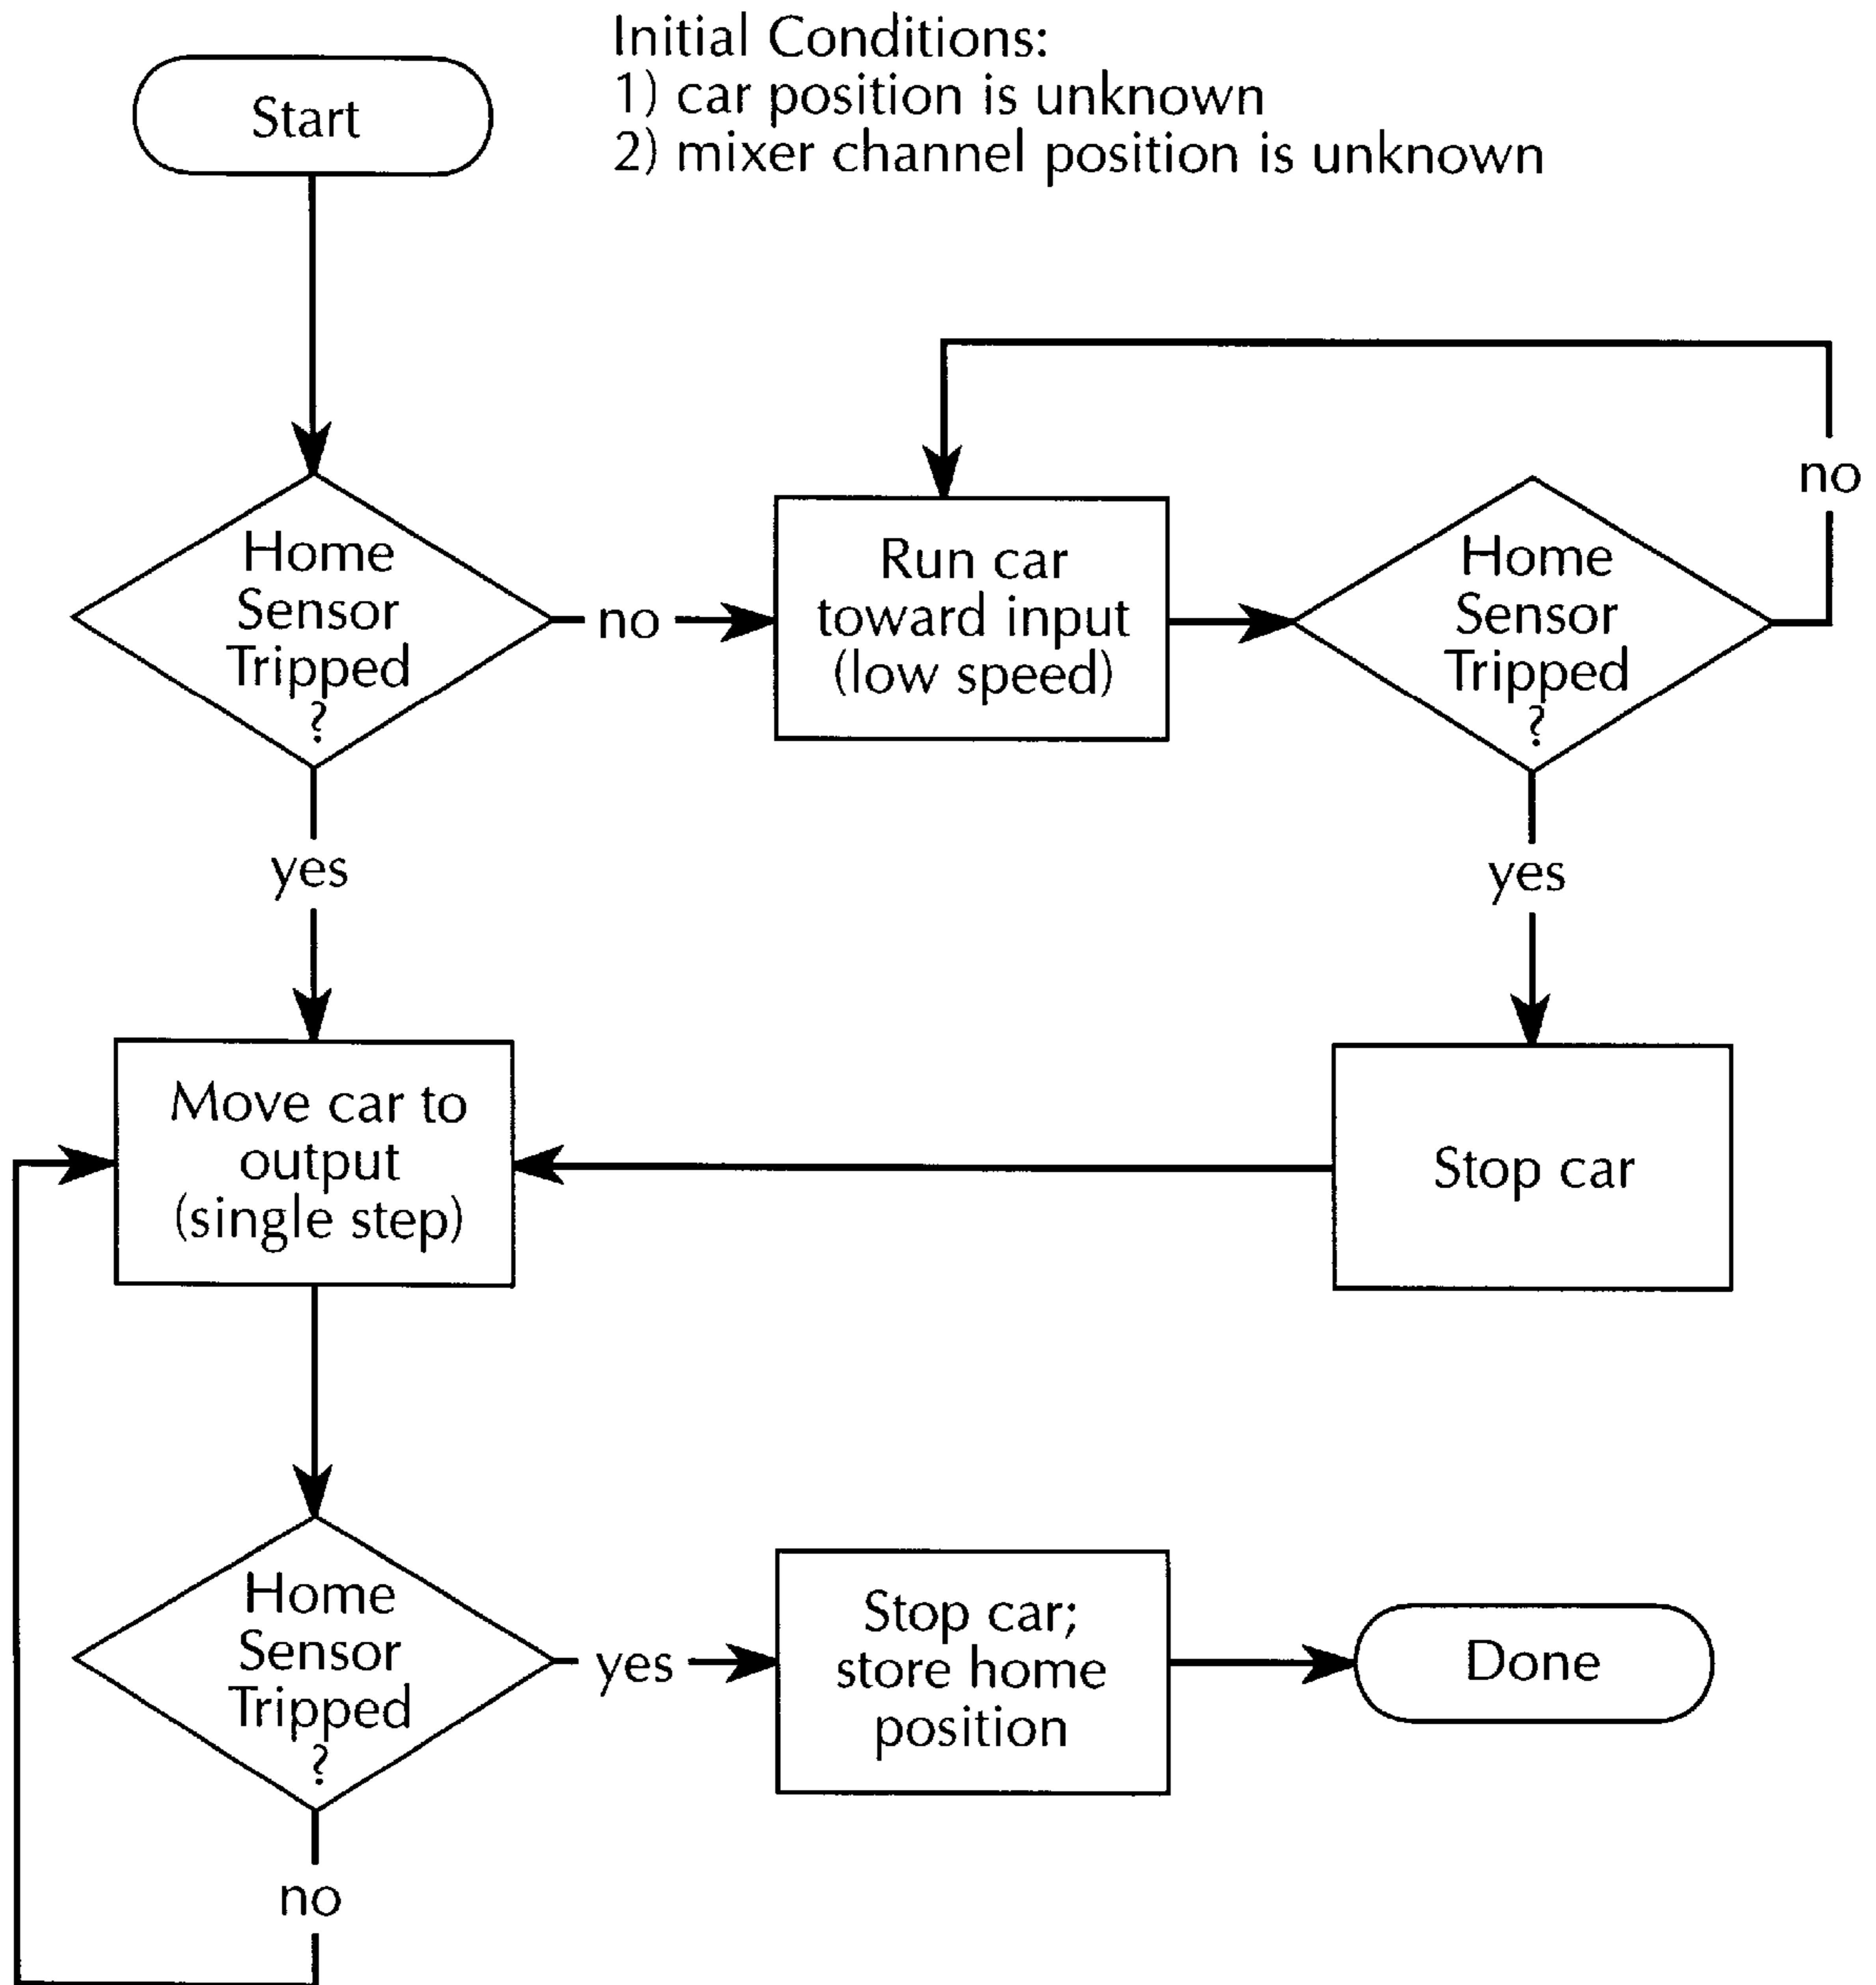 Initial Conditions:
1) car position is unknown
2) mixer channel position is unknown
Start
Home
Sensor
Tripped
?
no
Run car
toward input
(low speed)
Home
Sensor
Tripped
?
no
yes
yes
Move car to
output
(single step)
Stop car
Home
Sensor
Tripped
?
yes
Stop car;
store home
position
Done
no